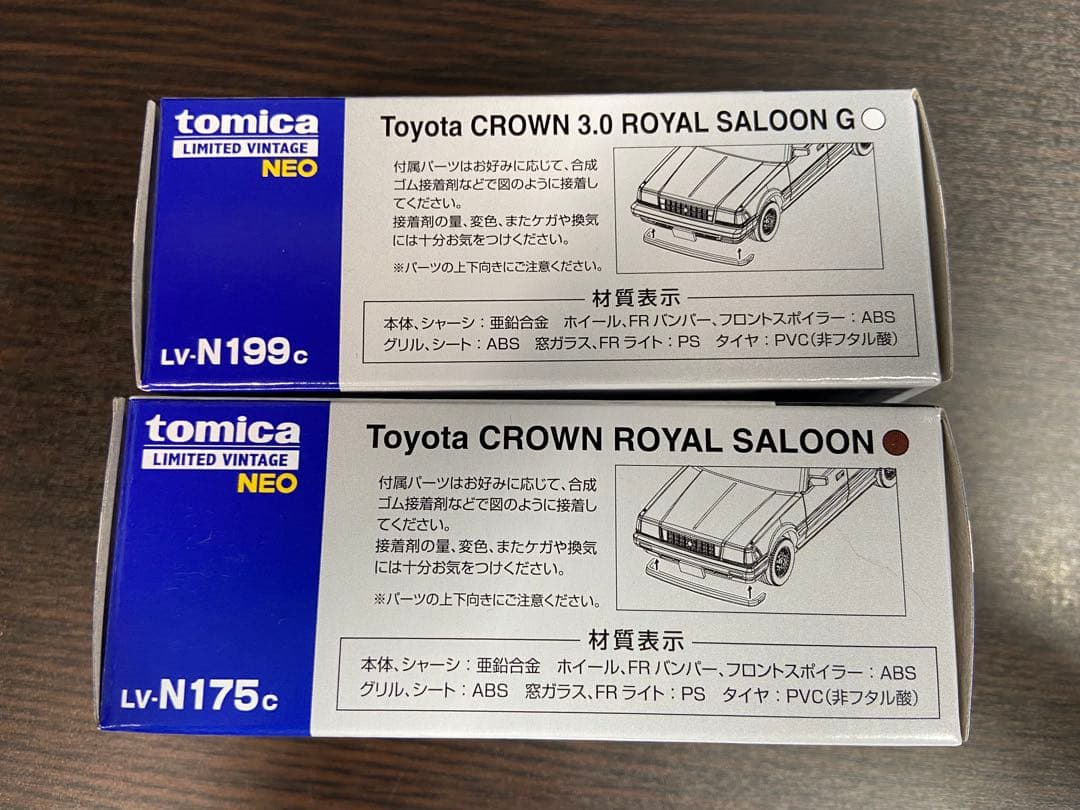 tomica
LIMITED VINTAGE
NEO
LV-N199c
Toyota CROWN 3.0 ROYAL SALOON G
付属パーツはお好みに応じて、合成
ゴム接着剤などで図のように接着し
てください。
接着剤の量、変色、またケガや換気
には十分お気をつけください。
※パーツの上下向きにご注意ください。
材質表示
本体、シャーシ：亜鉛合金 ホイール、FRバンパー、フロントスポイラー：ABS
グリル、シート：ABS 窓ガラス、FRライト：PS タイヤ：PVC（非フタル酸）
tomica
LIMITED VINTAGE
NEO
LV-N175c
Toyota CROWN ROYAL SALOON
付属パーツはお好みに応じて、合成
ゴム接着剤などで図のように接着し
てください。
接着剤の量、変色、またケガや換気
には十分お気をつけください。
※パーツの上下向きにご注意ください。
材質表示
本体、シャーシ：亜鉛合金 ホイール、FRバンパー、フロントスポイラー：ABS
グリル、シート：ABS 窓ガラス、FRライト：PS タイヤ：PVC（非フタル酸）